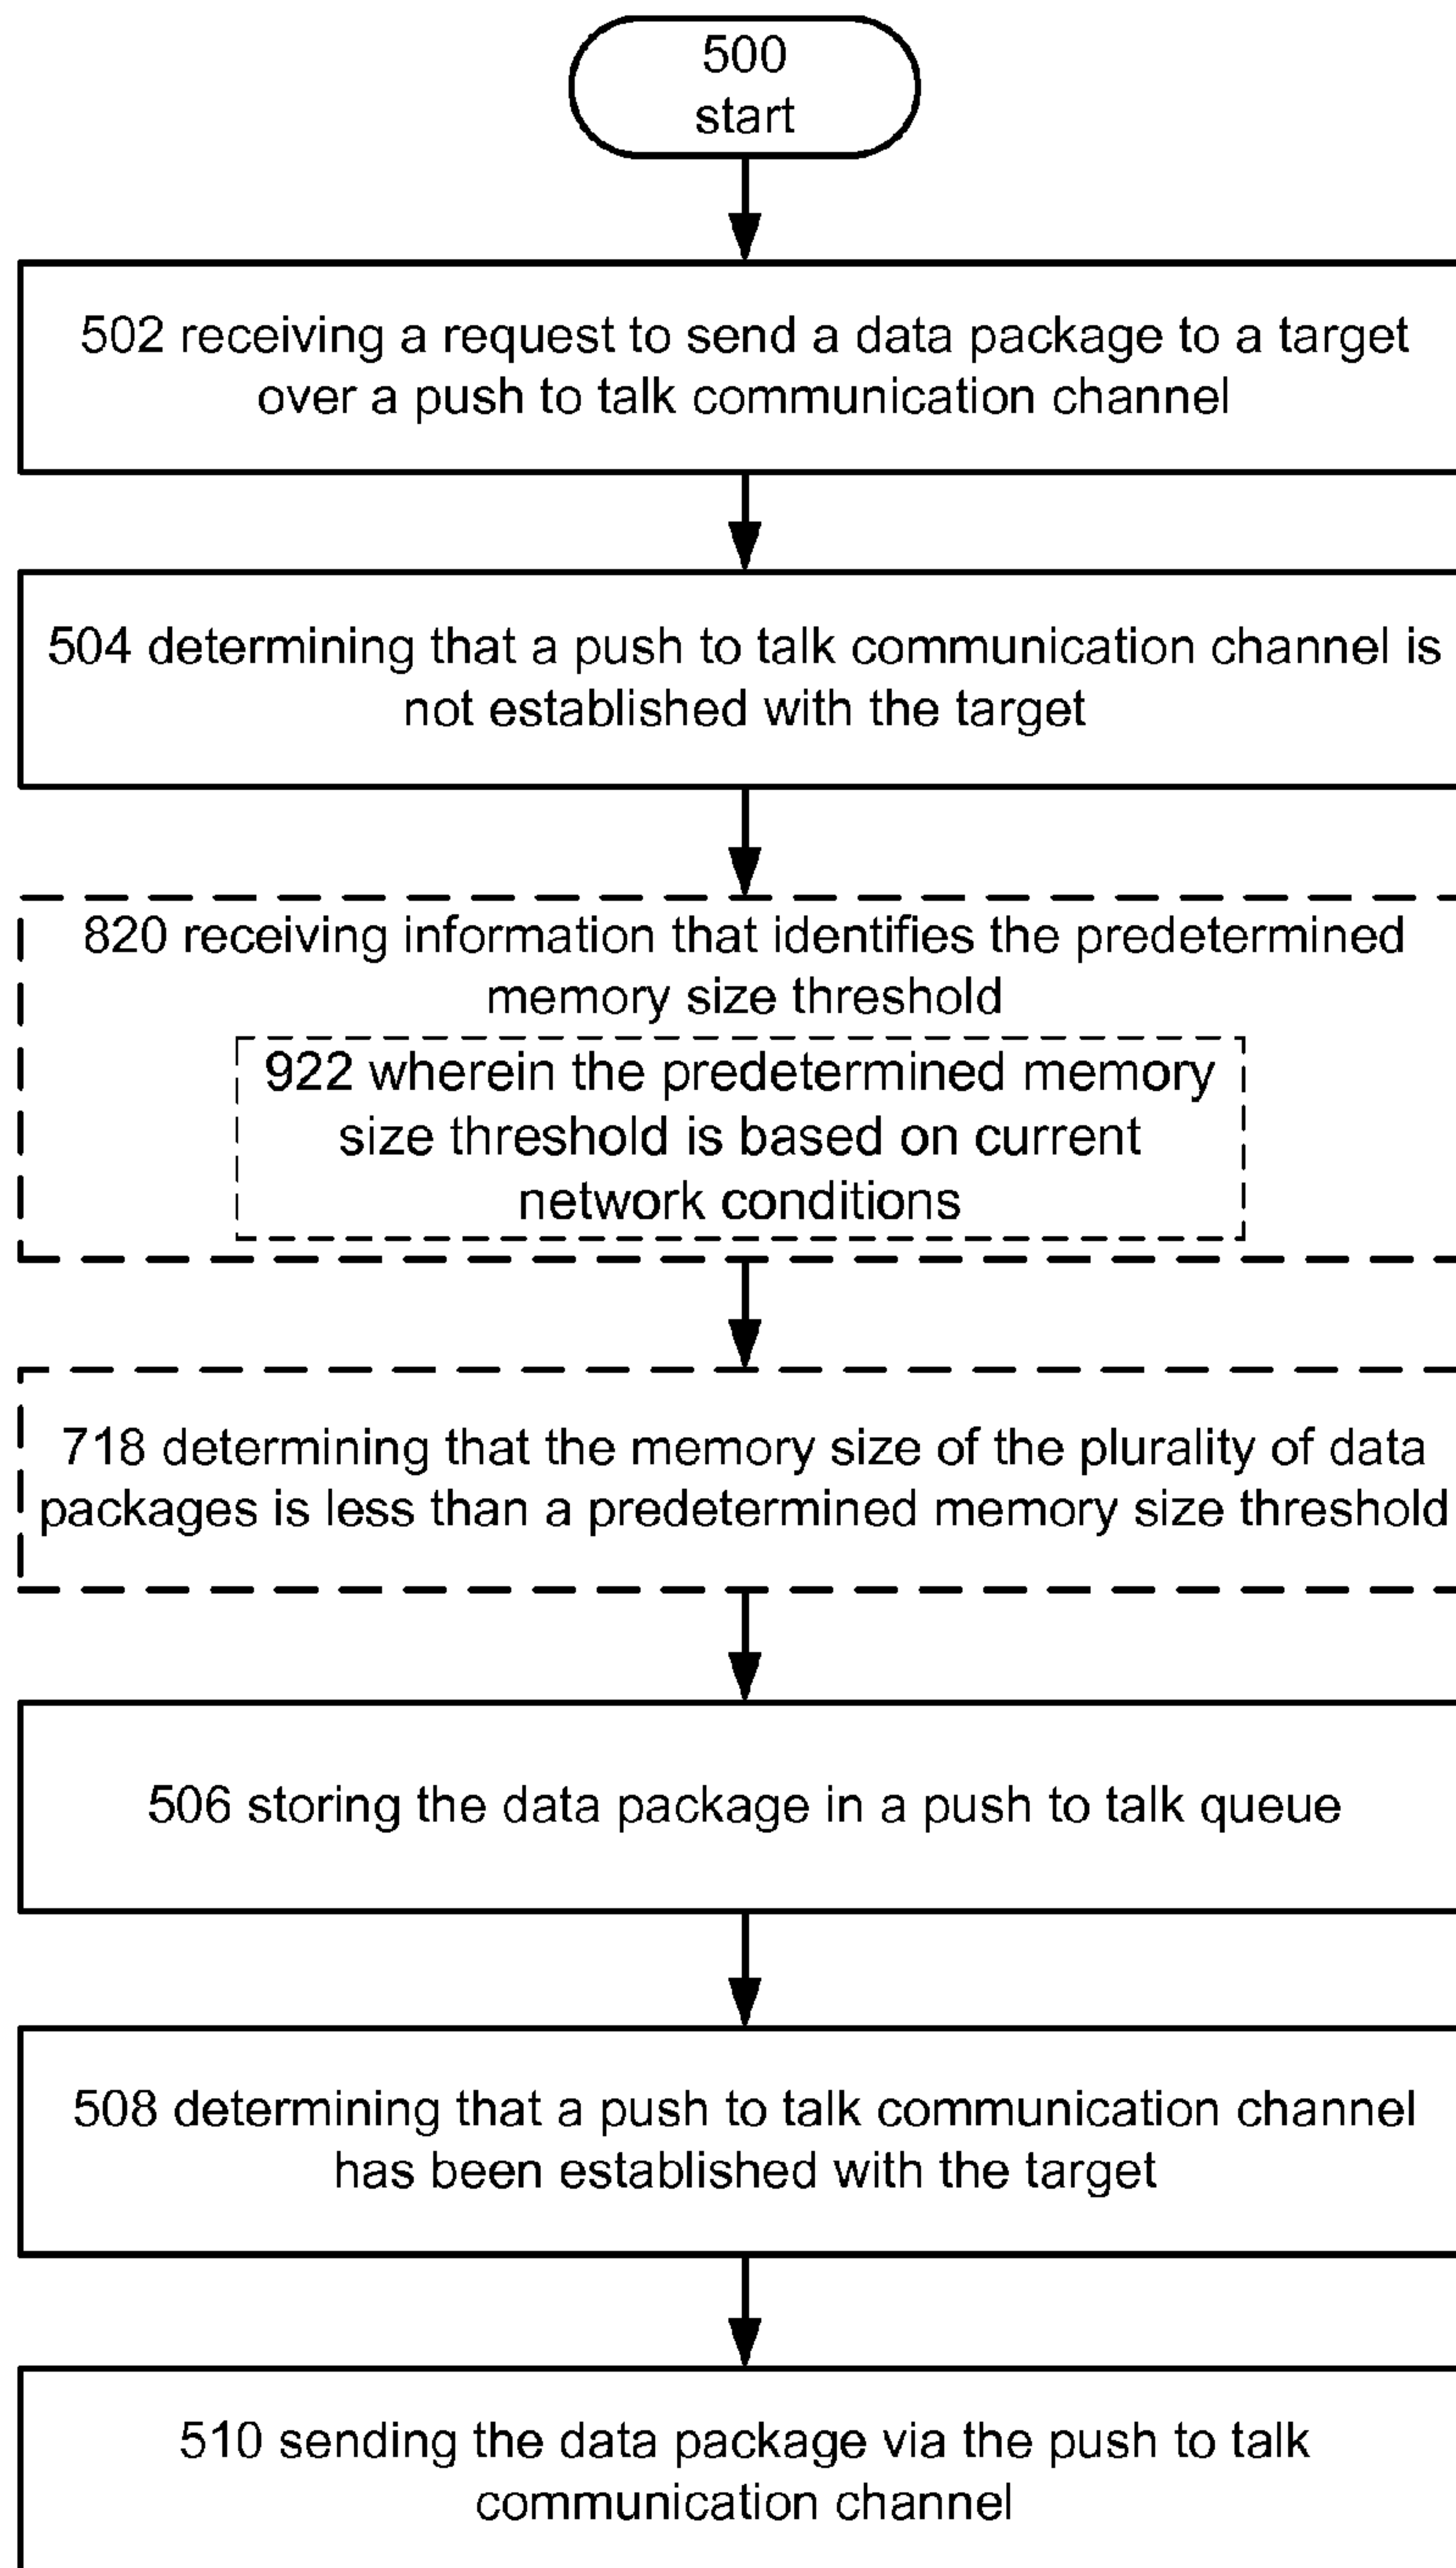 500
start
502 receiving a request to send a data package to a target
over a push to talk communication channel
504 determining that a push to talk communication channel is
not established with the target
820 receiving information that identifies the predetermined
memory size threshold
922 wherein the predetermined memory
size threshold is based on current
network conditions
718 determining that the memory size of the plurality of data
packages is less than a predetermined memory size threshold
506 storing the data package in a push to talk queue
508 determining that a push to talk communication channel
has been established with the target
510 sending the data package via the push to talk
communication channel